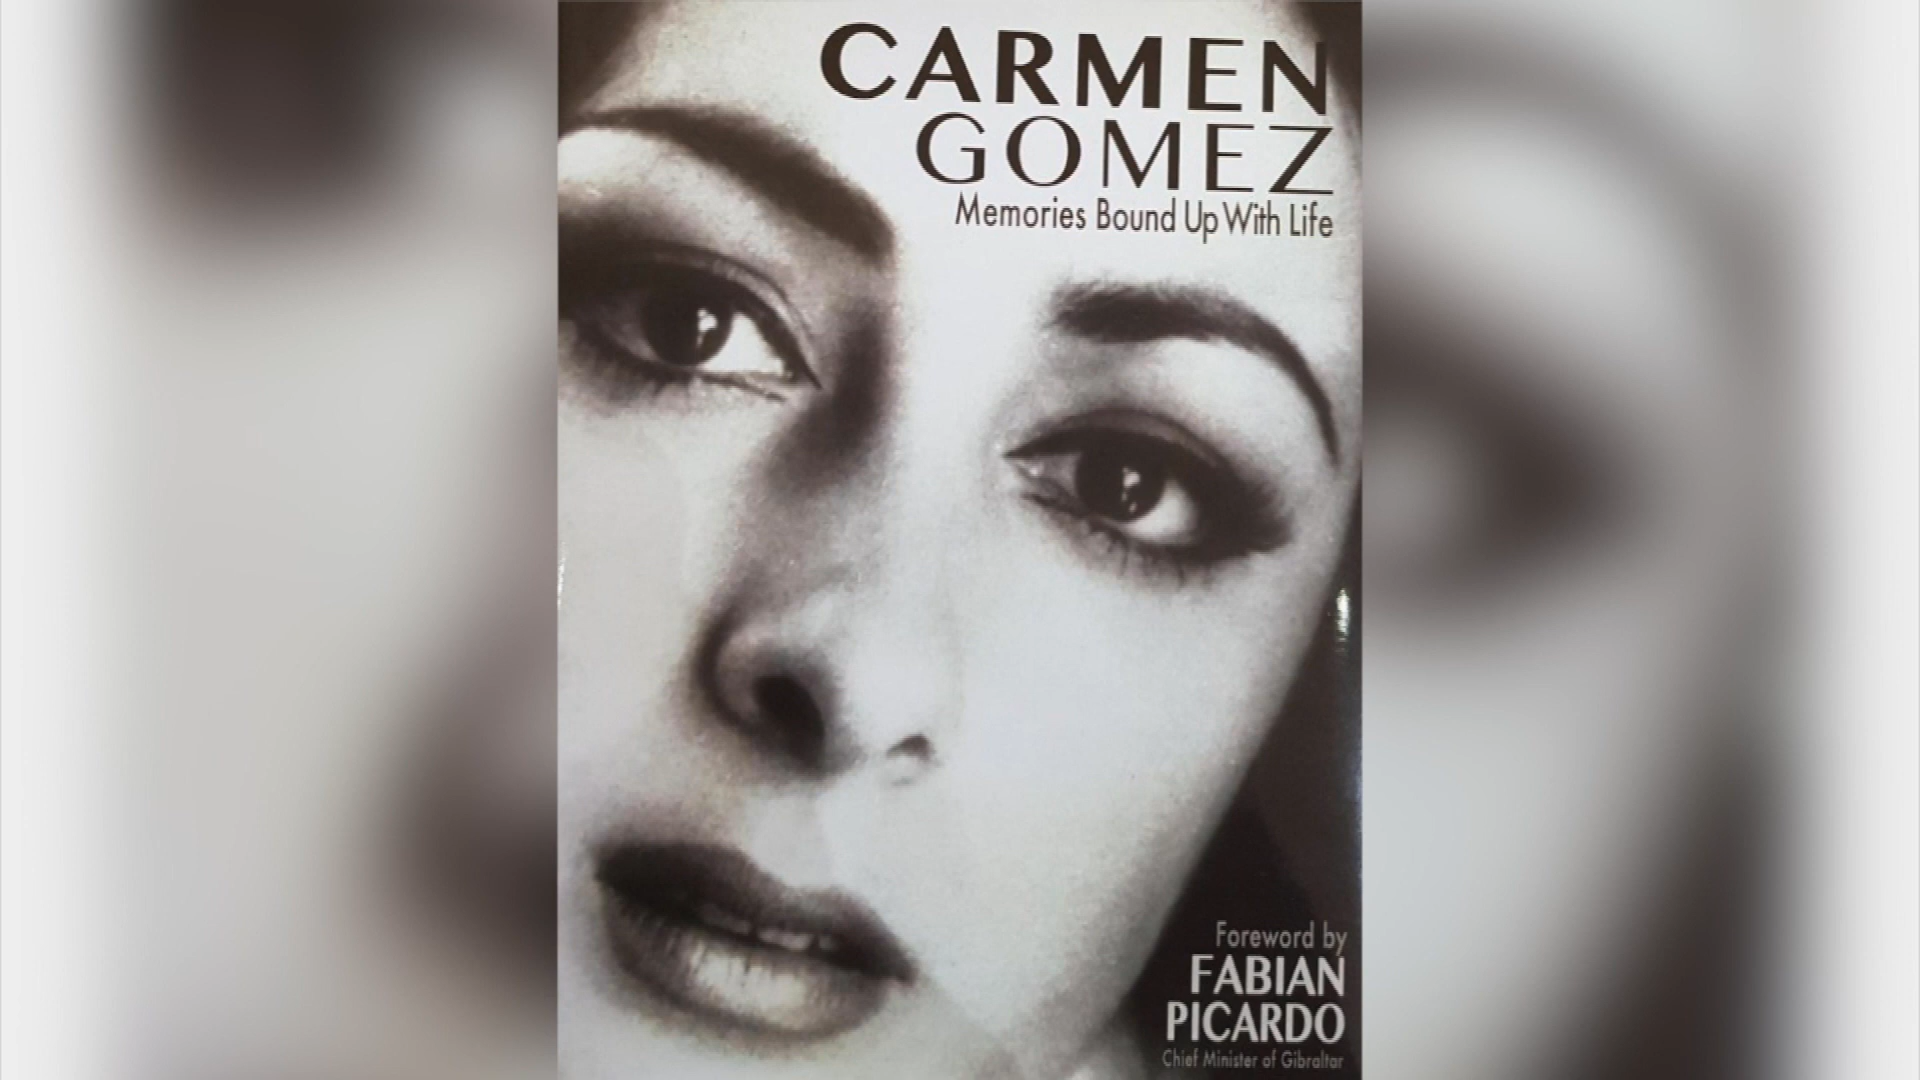 CARMEN
GOMEZ
Memories Bound Up With Life
Foreword by
FABIAN
PICARDO
Chief Minister of Gibraltar